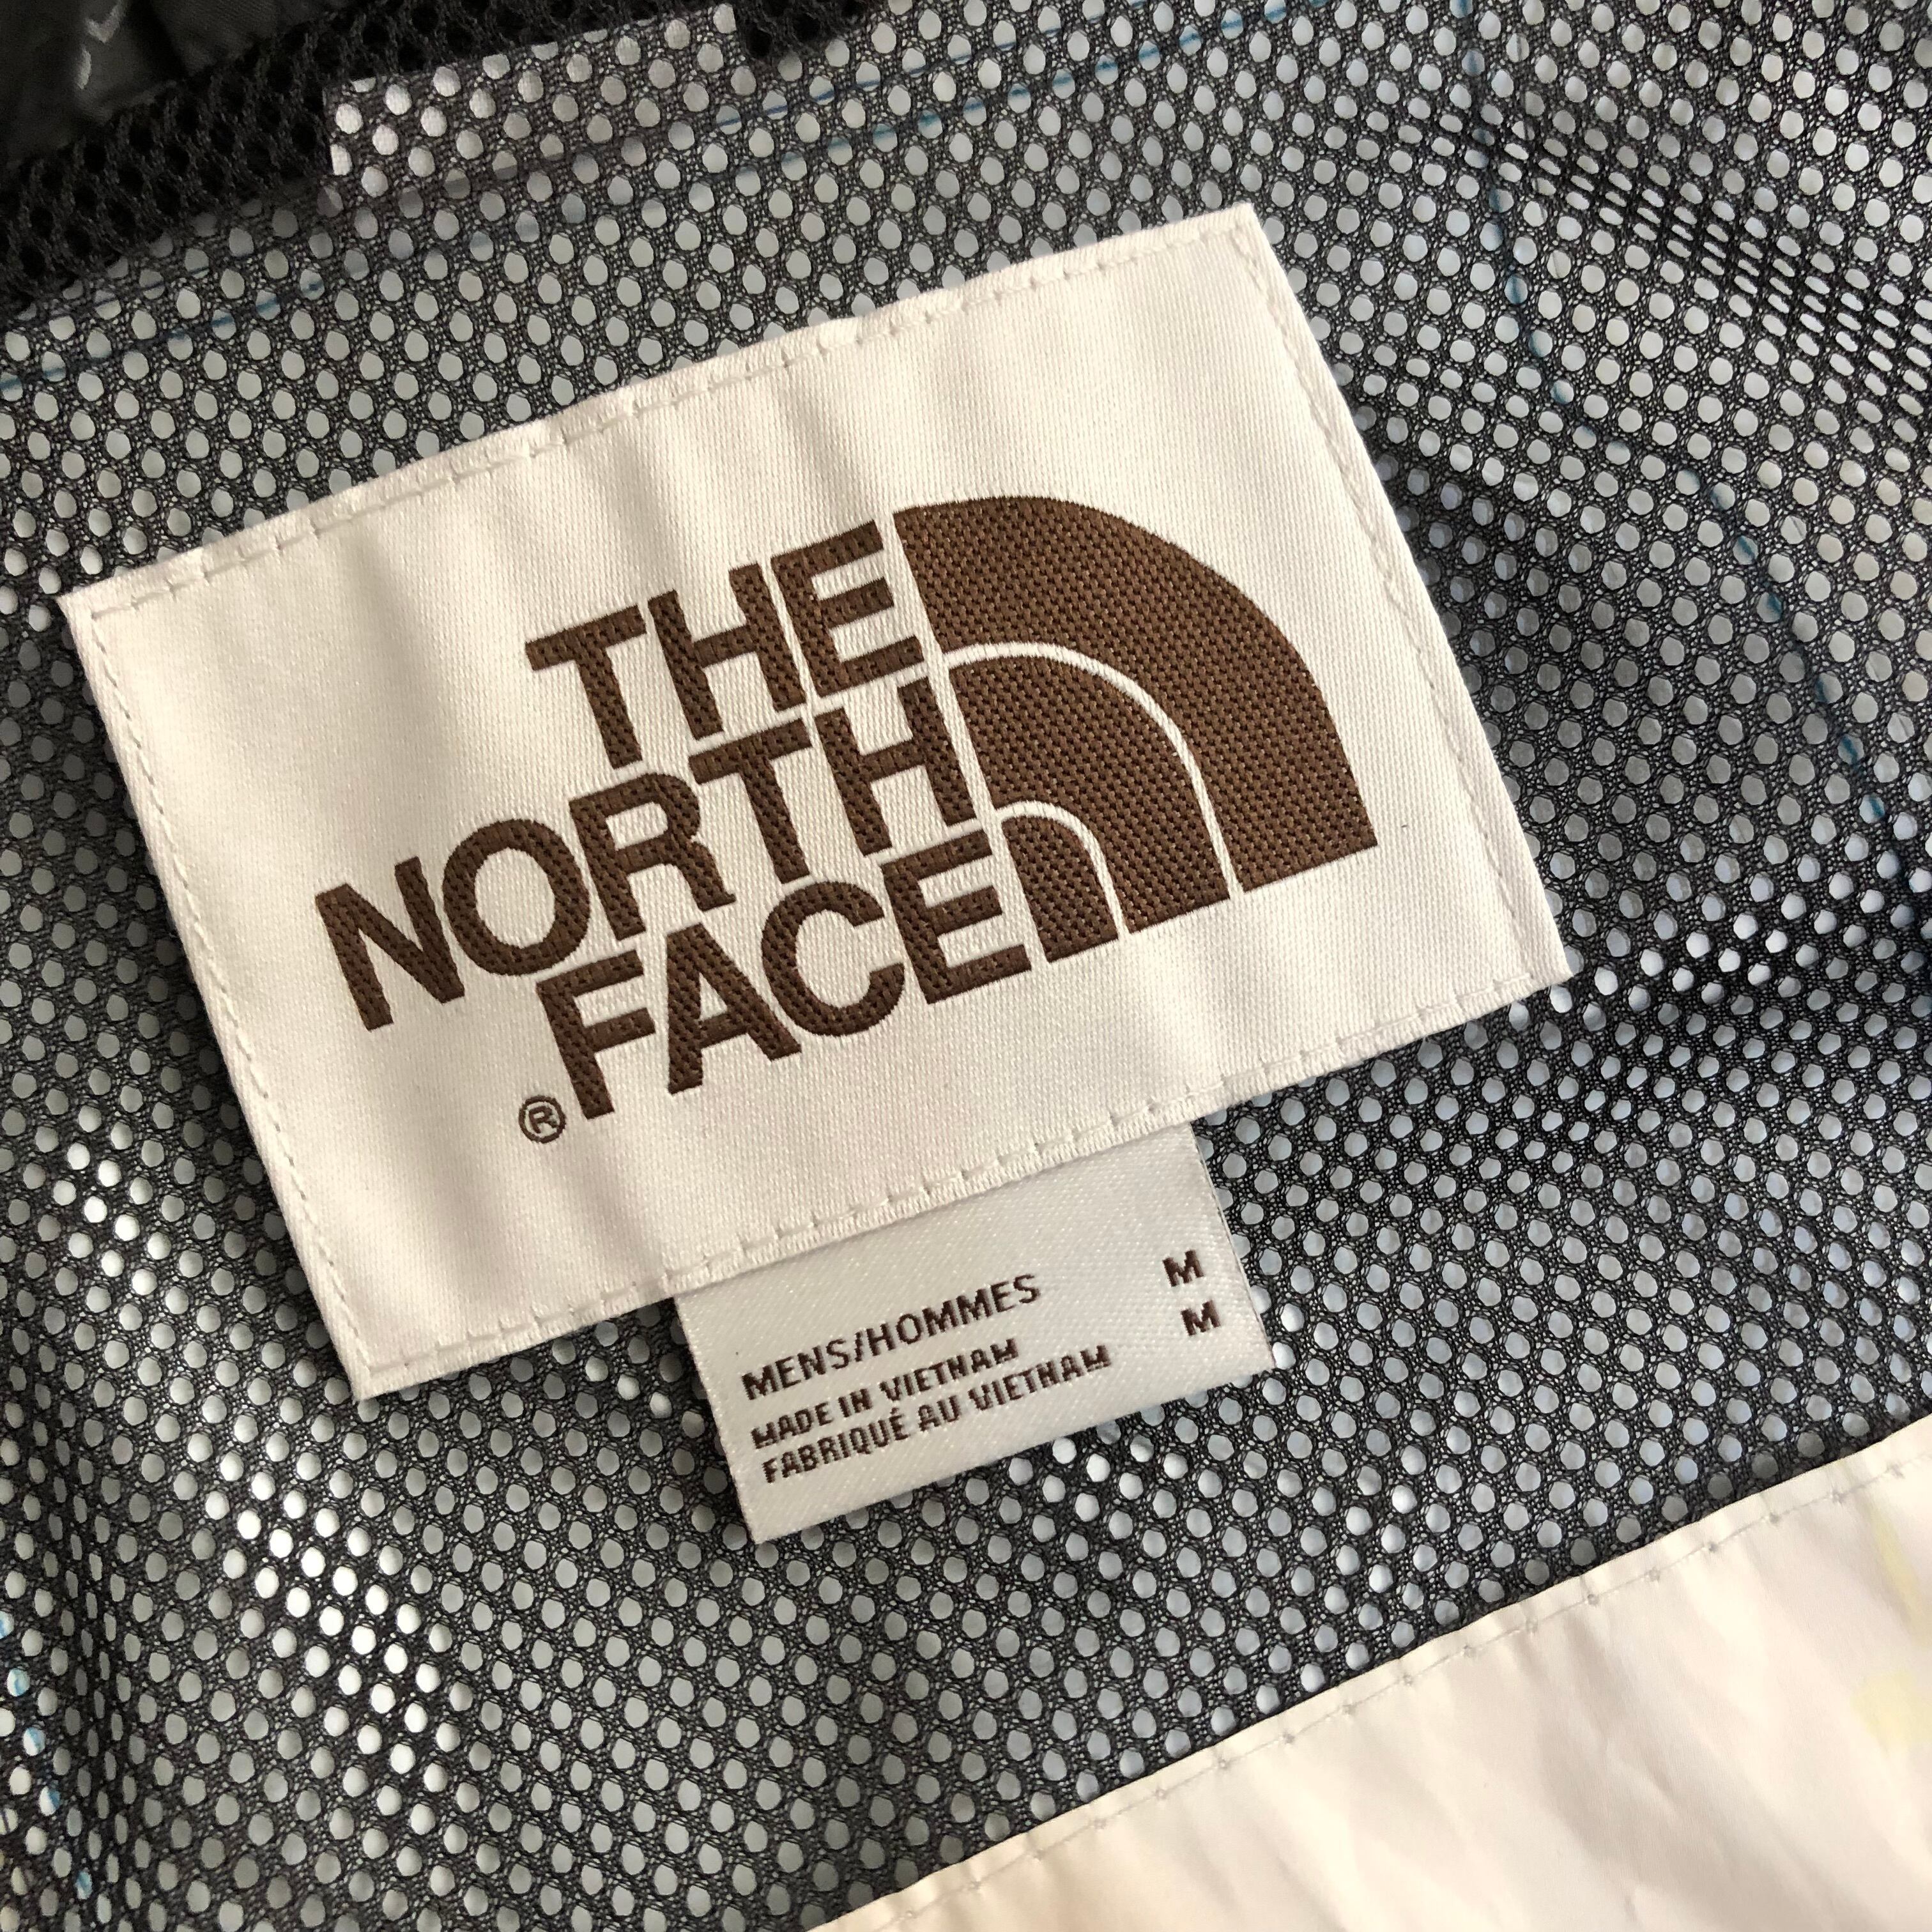 THE
NORTH
FACE®
MENS/HOMMES M
M
MADE IN VIETNAM
FABRIQUÉ AU VIETNAM